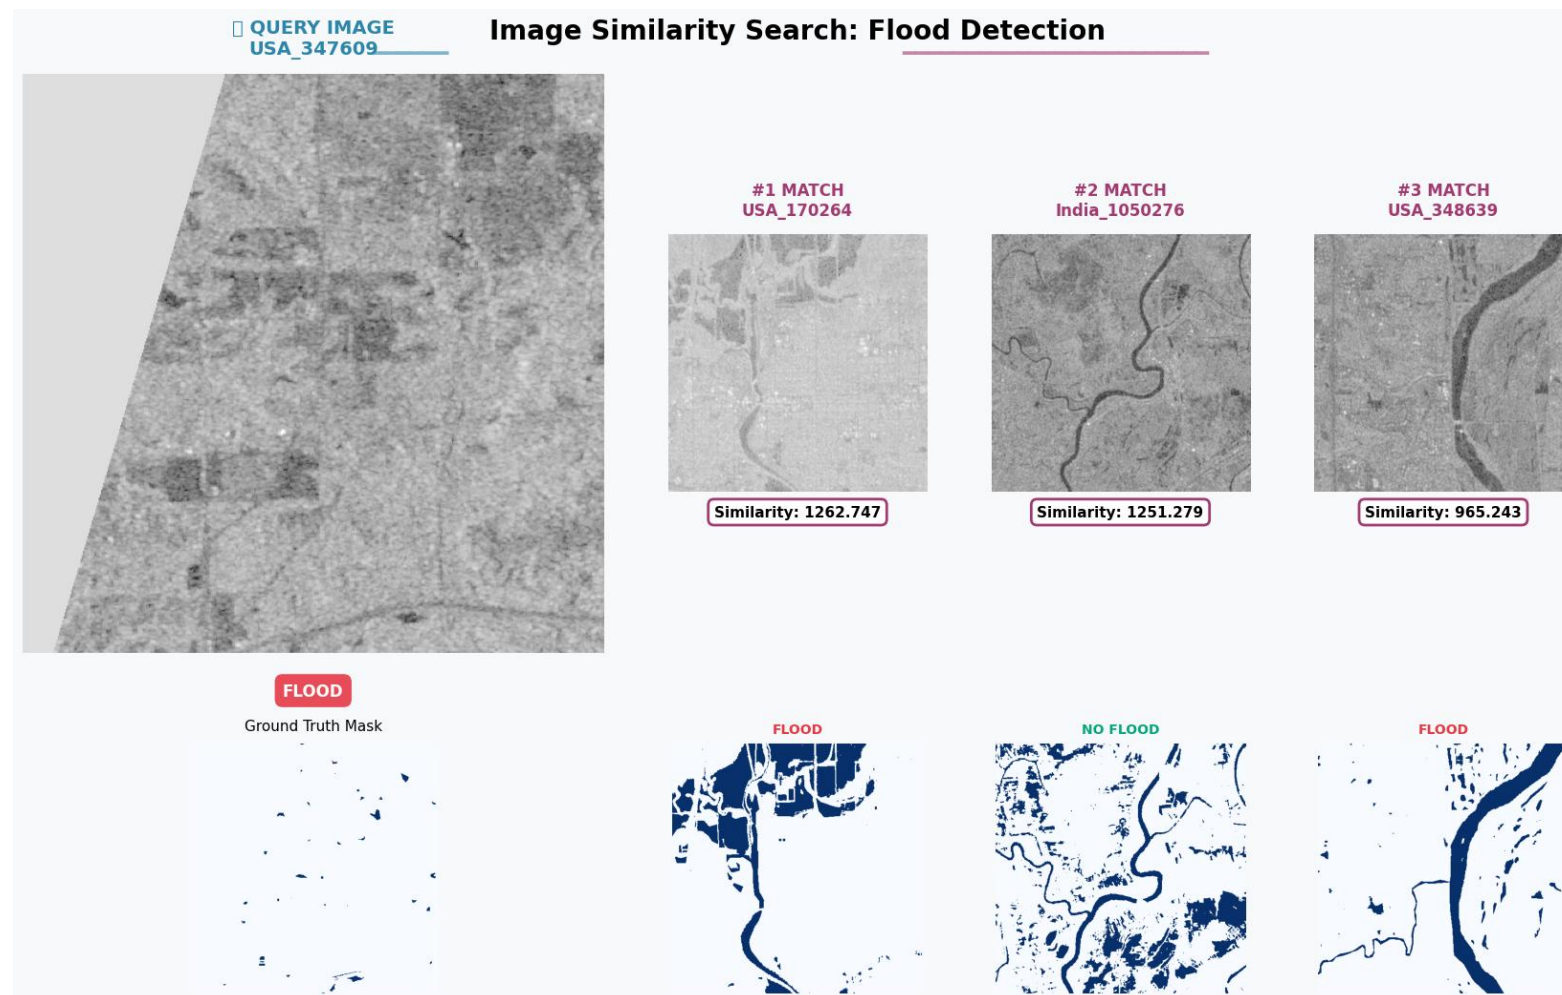 Image Similarity Search: Flood Detection
QUERY IMAGE
USA_347609
#1 MATCH
USA_170264
#2 MATCH
India_1050276
#3 MATCH
USA_348639
Similarity: 1262.747
Similarity: 1251.279
Similarity: 965.243
FLOOD
Ground Truth Mask
FLOOD
NO FLOOD
FLOOD